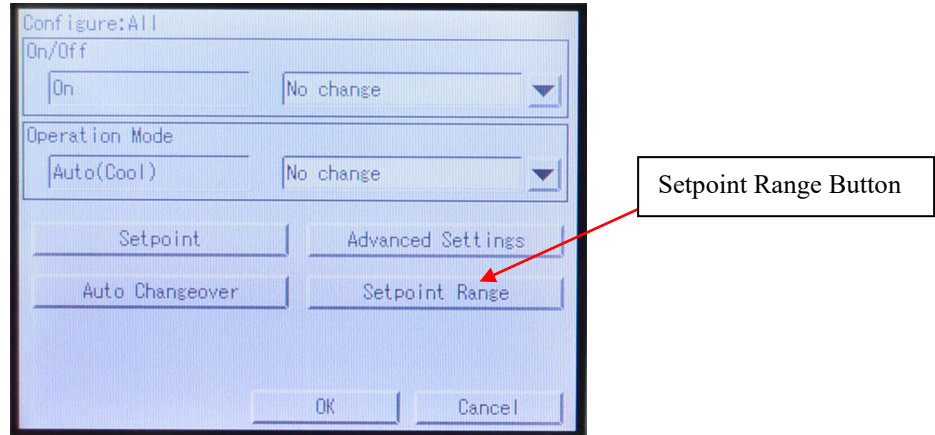 Configure:All
On/Off
On
No change
Operation Mode
Auto(Cool)
No change
Setpoint
Advanced Settings
Auto Changeover
Setpoint Range
OK
Cancel
Setpoint Range Button